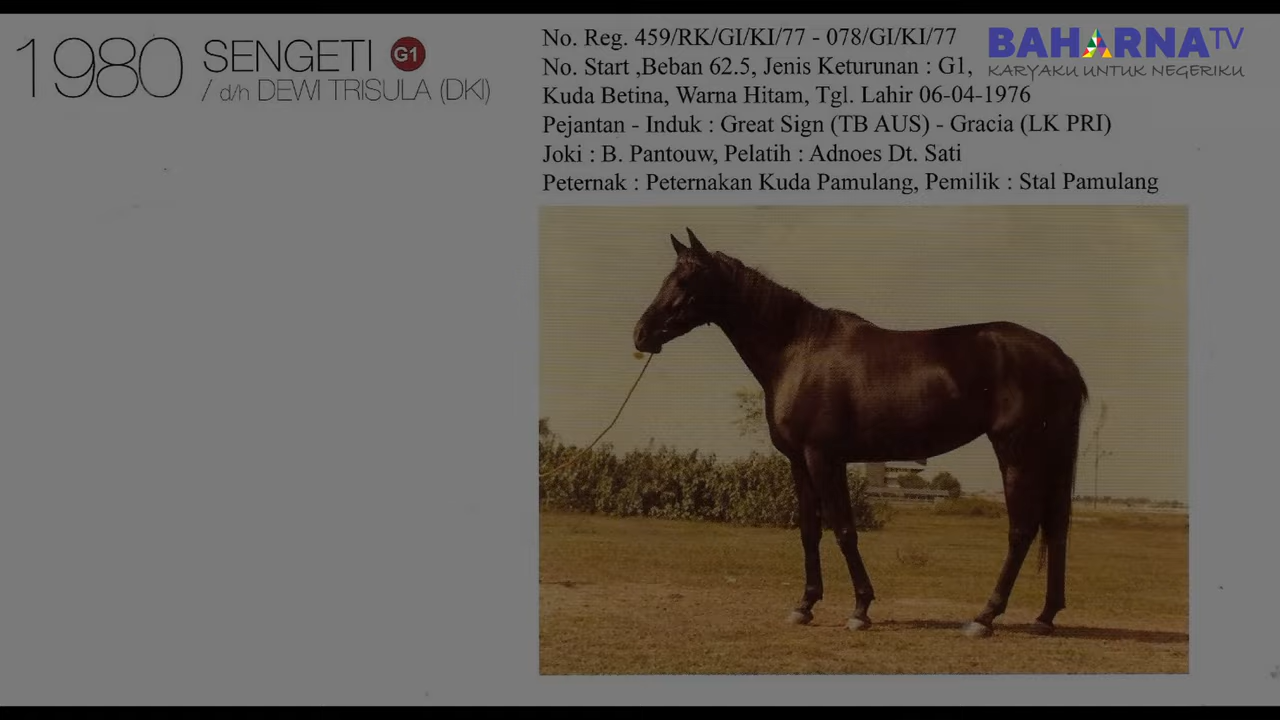 1980 SENGETI G1
/ d/h DEWI TRISULA (DKI)
No. Reg. 459/RK/GI/KI/77 - 078/GI/KI/77
No. Start ,Beban 62.5, Jenis Keturunan : G1,
Kuda Betina, Warna Hitam, Tgl. Lahir 06-04-1976
Pejantan - Induk : Great Sign (TB AUS) - Gracia (LK PRI)
Joki : B. Pantouw, Pelatih : Adnoes Dt. Sati
Peternak : Peternakan Kuda Pamulang, Pemilik : Stal Pamulang
BAHARNA TV
KARYAKU UNTUK NEGERIKU